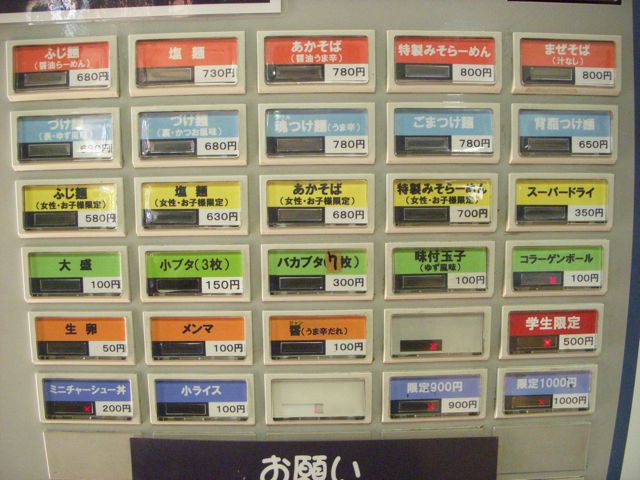 ふじ麺
(醤油らーめん)
680円
塩麺
730円
あかそば
(醤油うま辛)
780円
特製みそらーめん
800円
まぜそば
(汁なし)
800円
づけ麺
(表・ゆず風味)
680円
づけ麺
(裏・かつお風味)
680円
魂つけ麺(うま辛)
780円
ごまつけ麺
780円
背脂つけ麺
650円
ふじ麺
(女性・お子様限定)
580円
塩麺
(女性・お子様限定)
630円
あかそば
(女性・お子様限定)
680円
特製みそらーめん
(女性・お子様限定)
700円
スーパードライ
350円
大盛
100円
小ブタ(3枚)
150円
バカブタ(7枚)
300円
味付玉子
(ゆず風味)
100円
コラーゲンボール
100円
生卵
50円
メンマ
100円
(うま辛だれ)
100円
学生限定
500円
ミニチャーシュー丼
200円
小ライス
100円
限定900円
900円
限定1000円
1000円
お願い